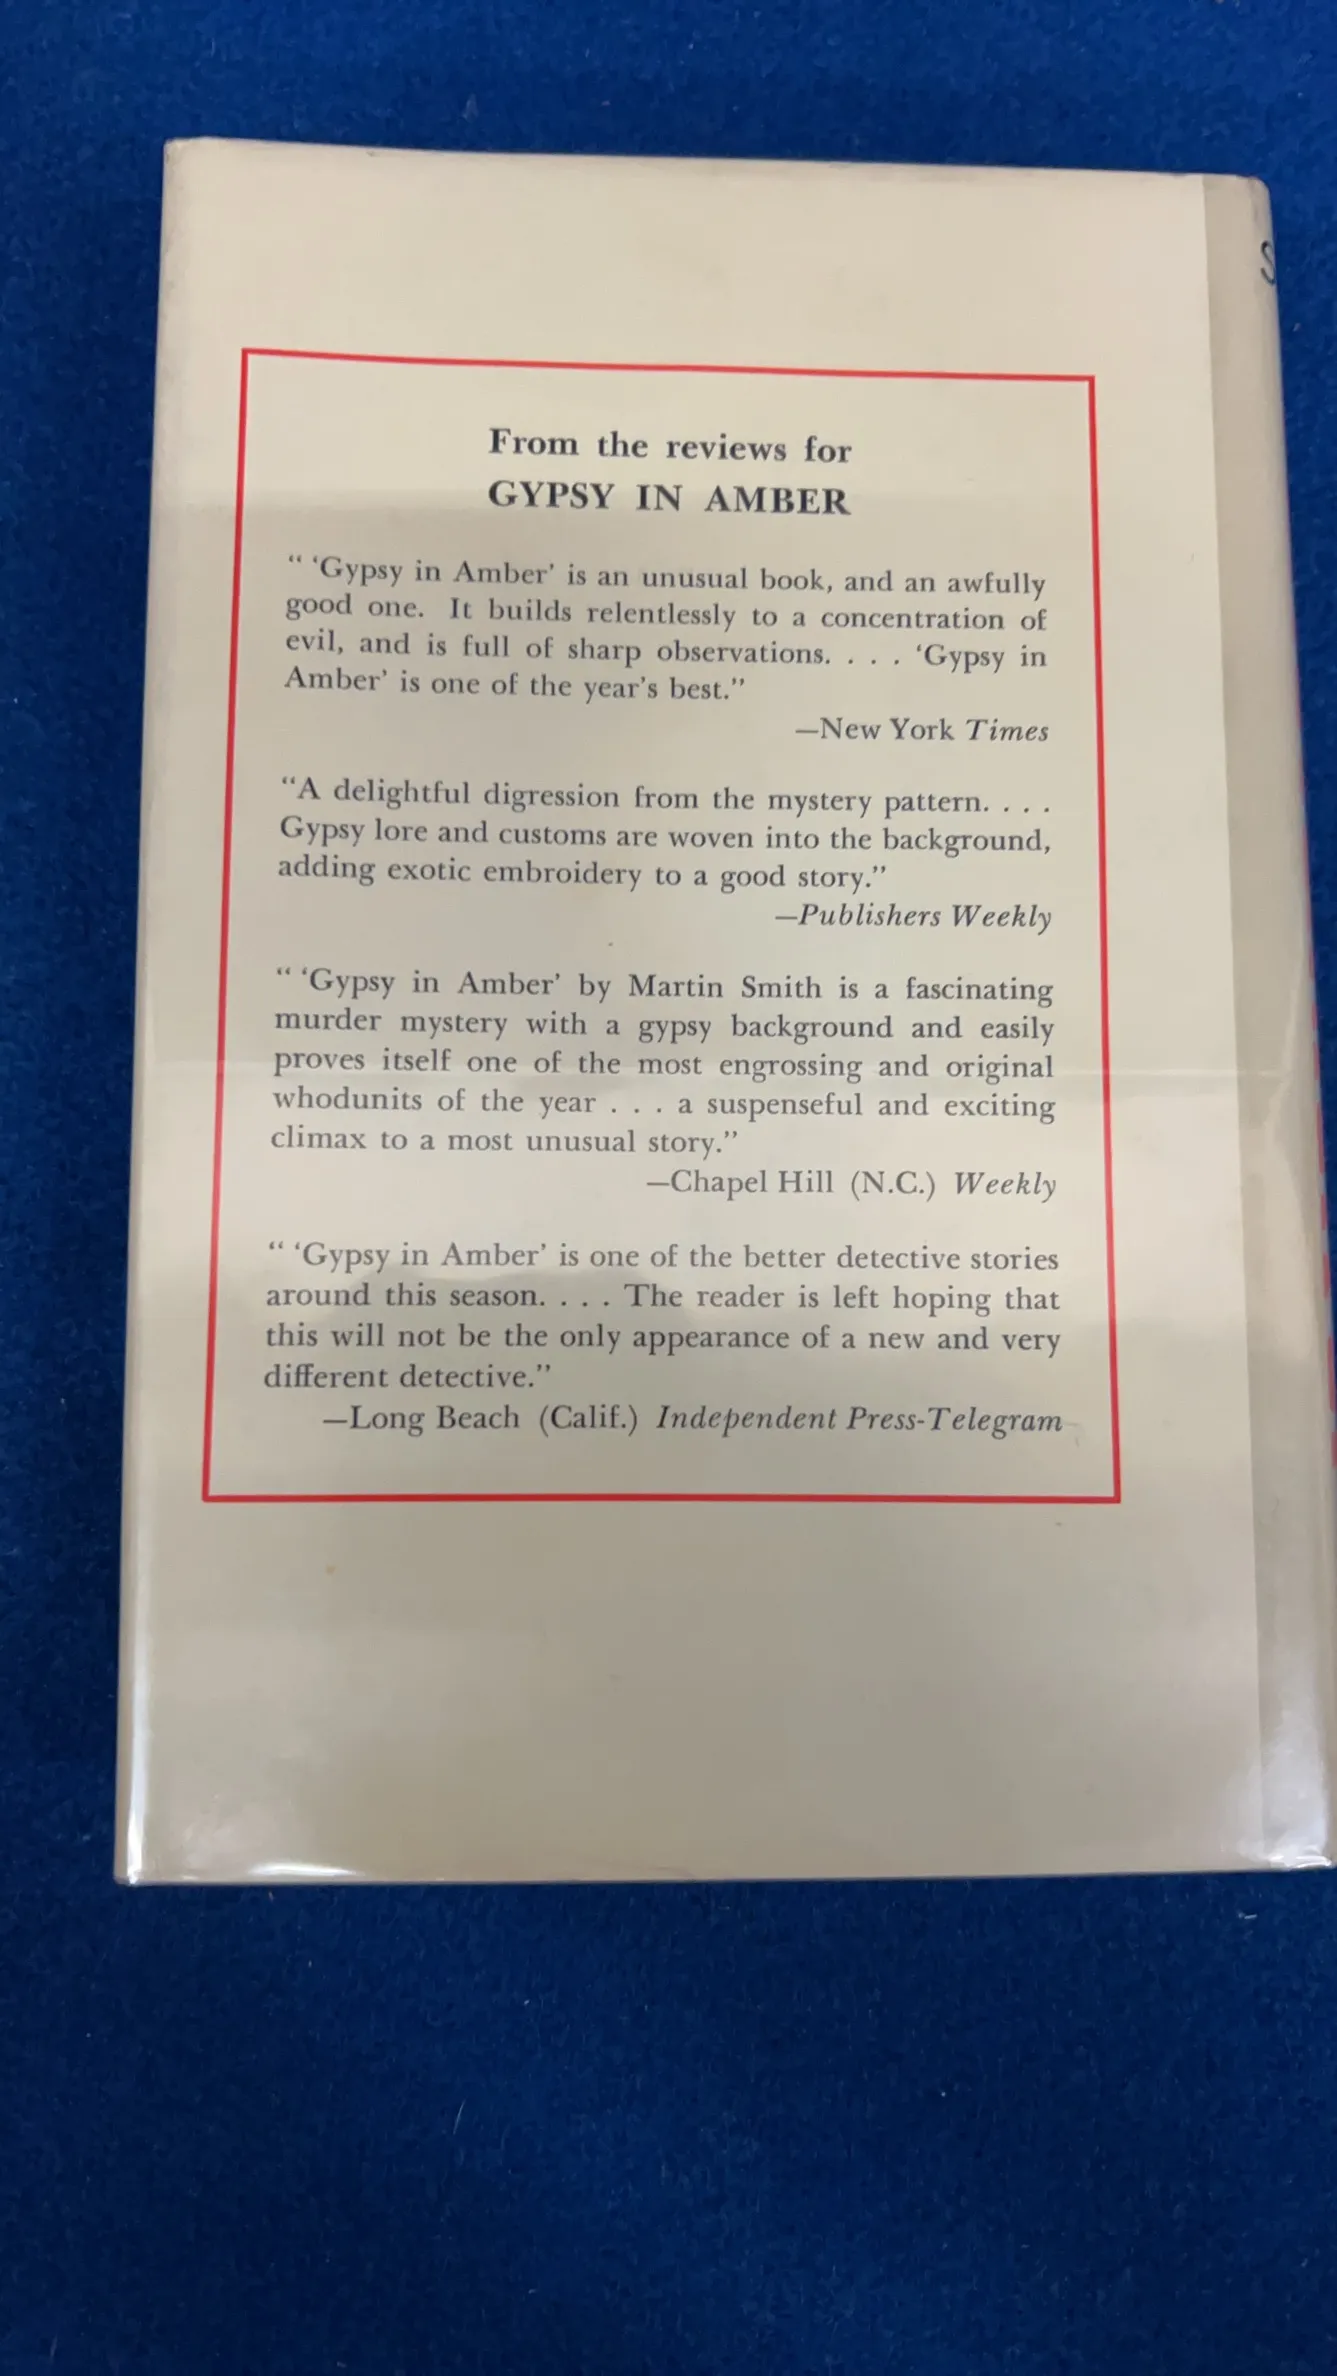 From the reviews for
GYPSY IN AMBER
“ ‘Gypsy in Amber’ is an unusual book, and an awfully
good one. It builds relentlessly to a concentration of
evil, and is full of sharp observations. . . . ‘Gypsy in
Amber’ is one of the year’s best.”
—New York Times
“A delightful digression from the mystery pattern. . . .
Gypsy lore and customs are woven into the background,
adding exotic embroidery to a good story.”
—Publishers Weekly
“ ‘Gypsy in Amber’ by Martin Smith is a fascinating
murder mystery with a gypsy background and easily
proves itself one of the most engrossing and original
whodunits of the year . . . a suspenseful and exciting
climax to a most unusual story.”
—Chapel Hill (N.C.) Weekly
“ ‘Gypsy in Amber’ is one of the better detective stories
around this season. . . . The reader is left hoping that
this will not be the only appearance of a new and very
different detective.”
—Long Beach (Calif.) Independent Press-Telegram